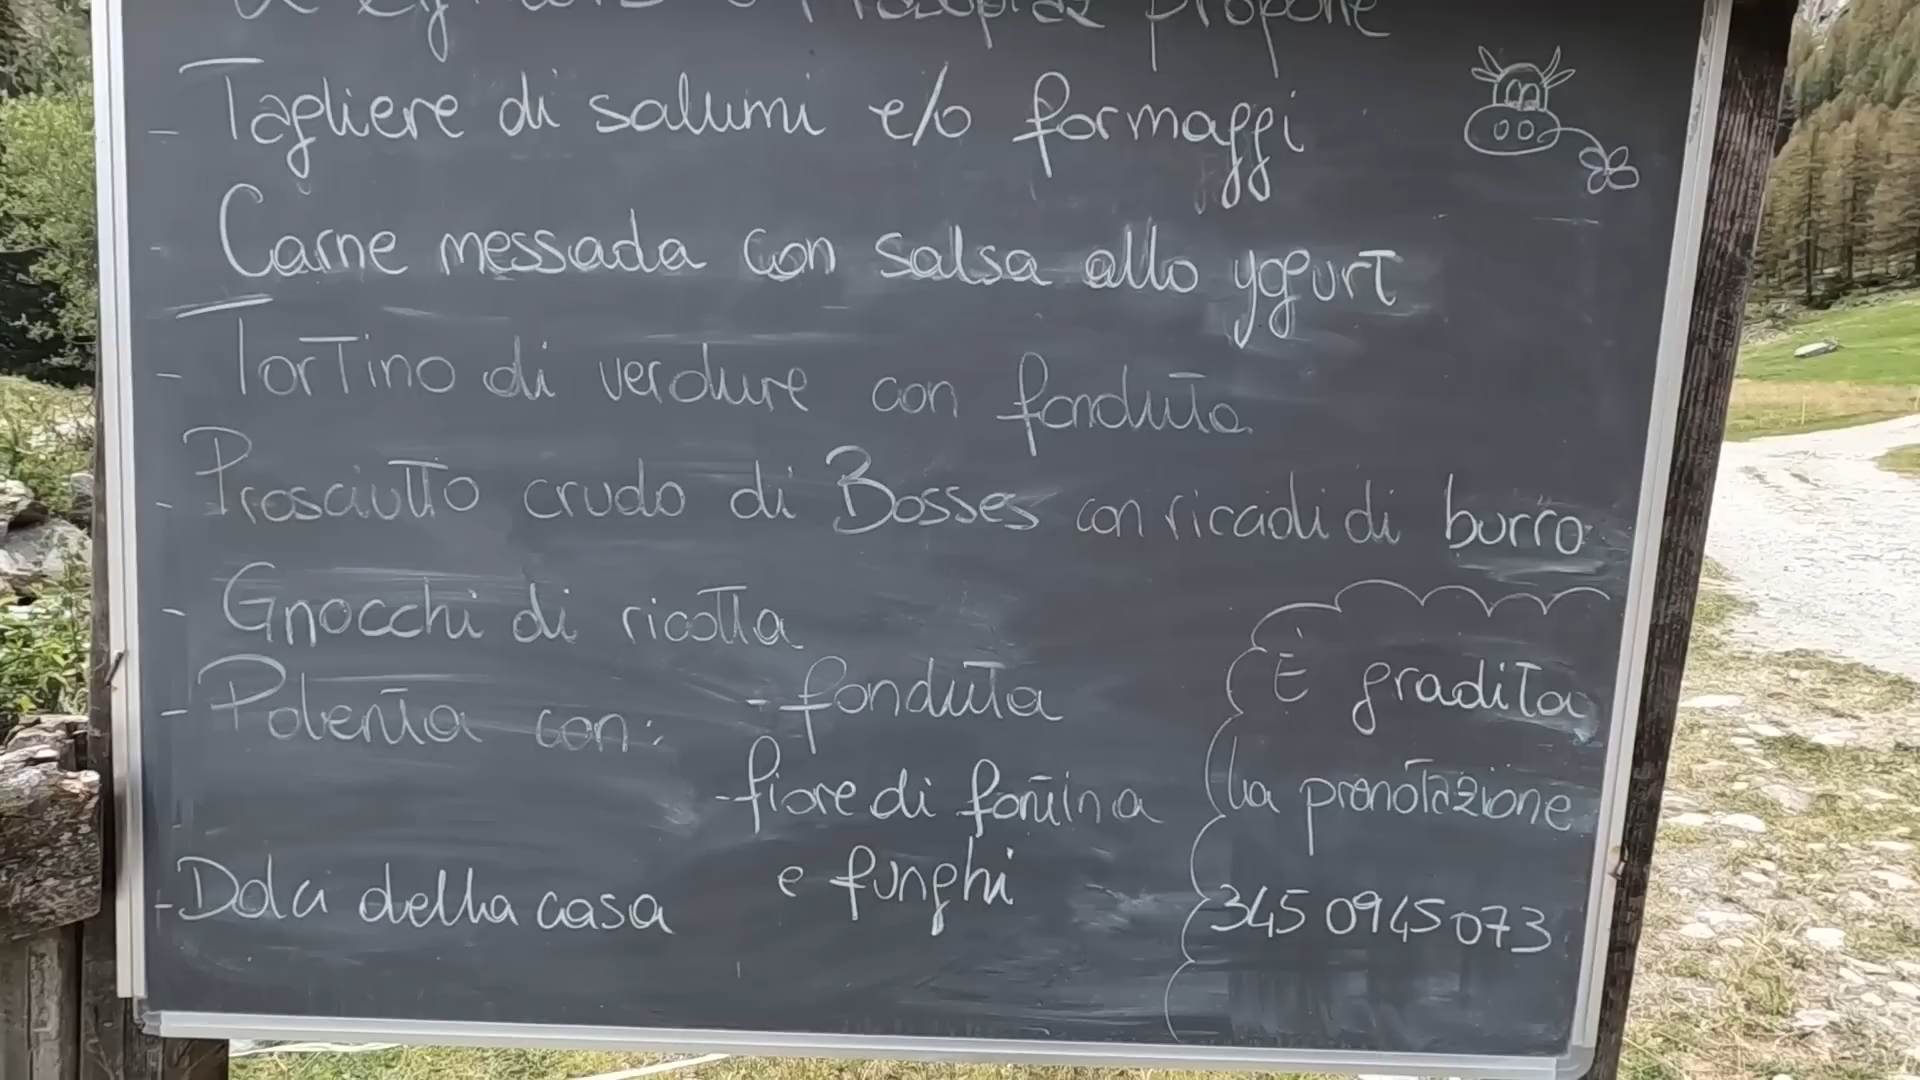 propone
- Tagliere di salumi e/o formaggi
- Carne messada con salsa allo yogurt
- Tortino di verdure con fonduta
- Prosciutto crudo di Bosses con riccioli di burro
- Gnocchi di ricotta
- Polenta con: - fonduta
- fiore di fontina
e funghi
- Dolci della casa
È gradita
la prenotazione
345 0945073